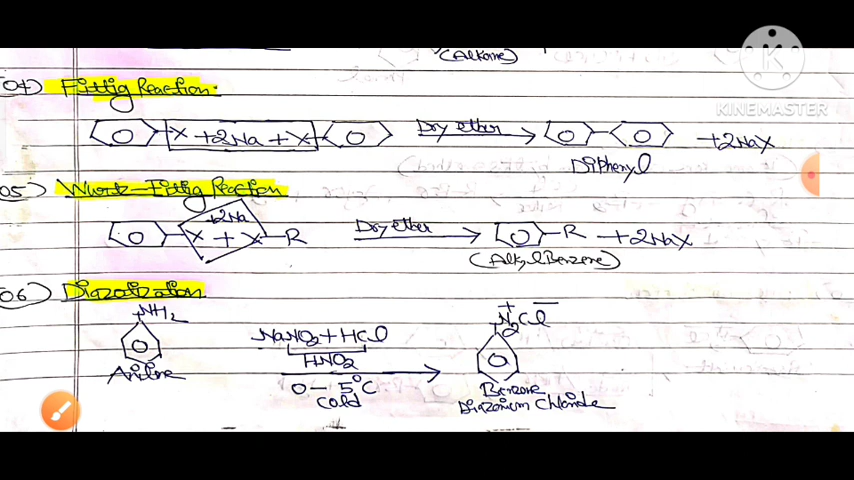 (Alkane)
KINEMASTER
04) Fittig Reaction:
X +2Na + X Dry ether + 2NaX
Diphenyl
05) Wurtz-Fittig Reaction
+2Na
X + X - R Dry ether R + 2NaX
(Alkyl Benzene)
06) Diazotization
NH2 N2 + Cl −
NaNO2 + HCl
HNO2
Aniline
0 - 5°C
Cold
Benzene
Diazonium Chloride